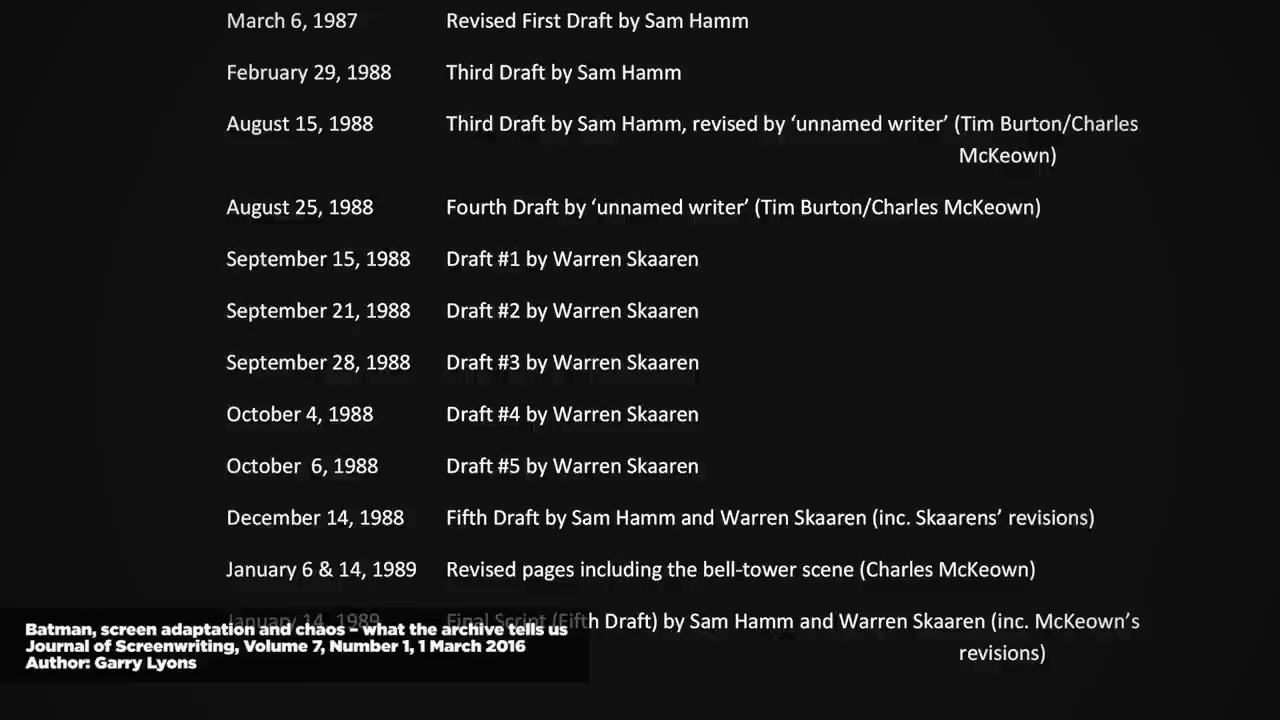 March 6, 1987 Revised First Draft by Sam Hamm
February 29, 1988 Third Draft by Sam Hamm
August 15, 1988 Third Draft by Sam Hamm, revised by ‘unnamed writer’ (Tim Burton/Charles
McKeown)
August 25, 1988 Fourth Draft by ‘unnamed writer’ (Tim Burton/Charles McKeown)
September 15, 1988 Draft #1 by Warren Skaaren
September 21, 1988 Draft #2 by Warren Skaaren
September 28, 1988 Draft #3 by Warren Skaaren
October 4, 1988 Draft #4 by Warren Skaaren
October 6, 1988 Draft #5 by Warren Skaaren
December 14, 1988 Fifth Draft by Sam Hamm and Warren Skaaren (inc. Skaarens’ revisions)
January 6 & 14, 1989 Revised pages including the bell-tower scene (Charles McKeown)
January 14, 1989 Final Script (Fifth Draft) by Sam Hamm and Warren Skaaren (inc. McKeown’s
revisions)
Batman, screen adaptation and chaos – what the archive tells us
Journal of Screenwriting, Volume 7, Number 1, 1 March 2016
Author: Garry Lyons